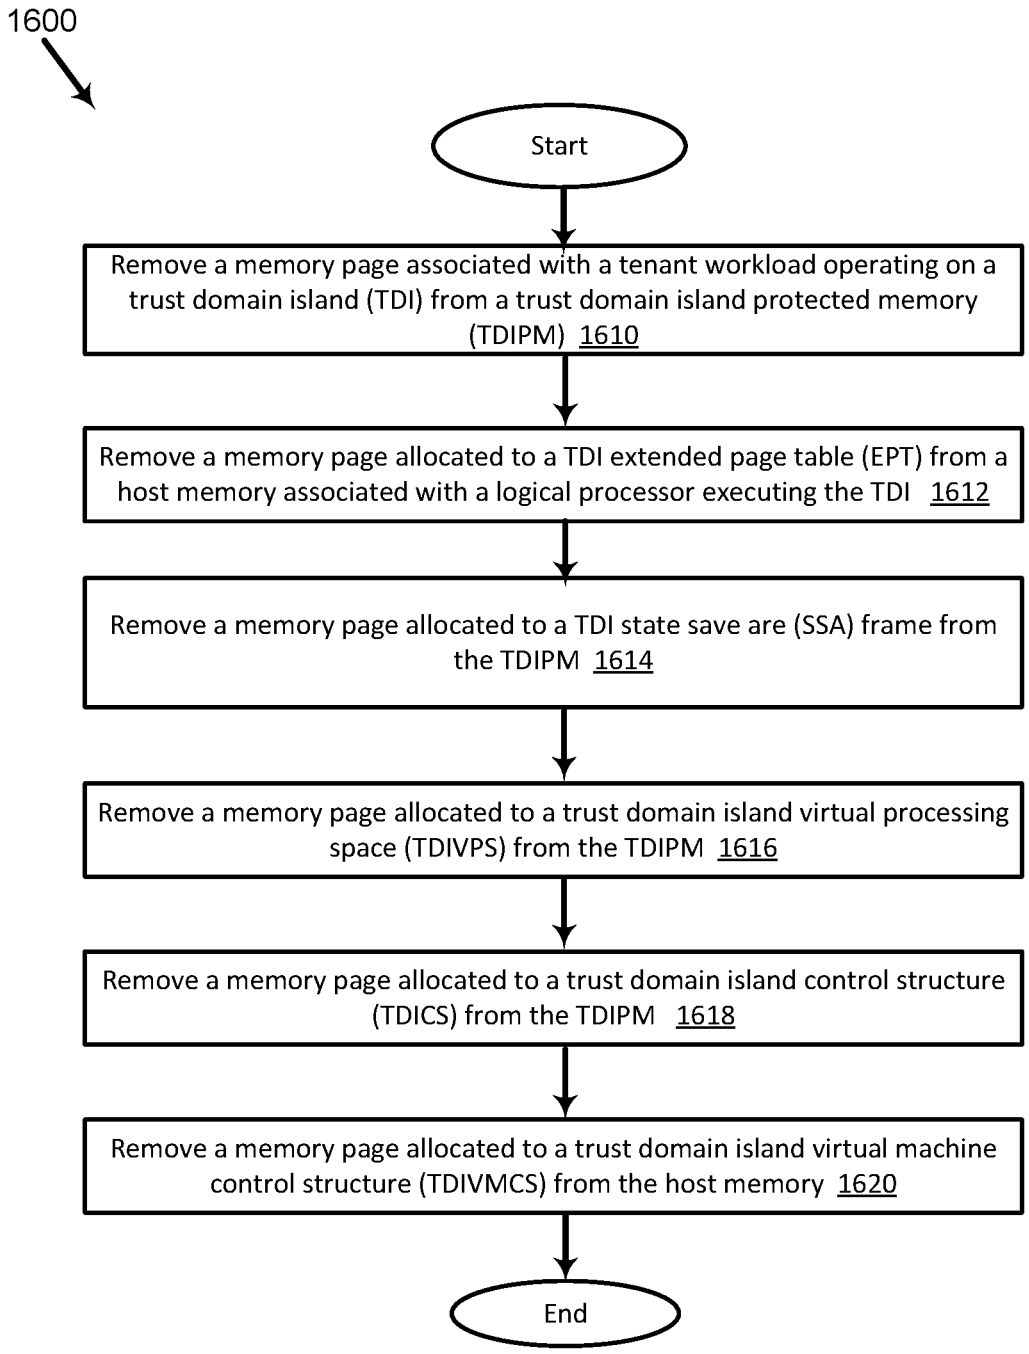 1600
Start
Remove a memory page associated with a tenant workload operating on a
trust domain island (TDI) from a trust domain island protected memory
(TDIPM) 1610
Remove a memory page allocated to a TDI extended page table (EPT) from a
host memory associated with a logical processor executing the TDI 1612
Remove a memory page allocated to a TDI state save are (SSA) frame from
the TDIPM 1614
Remove a memory page allocated to a trust domain island virtual processing
space (TDIVPS) from the TDIPM 1616
Remove a memory page allocated to a trust domain island control structure
(TDICS) from the TDIPM 1618
Remove a memory page allocated to a trust domain island virtual machine
control structure (TDIVMCS) from the host memory 1620
End